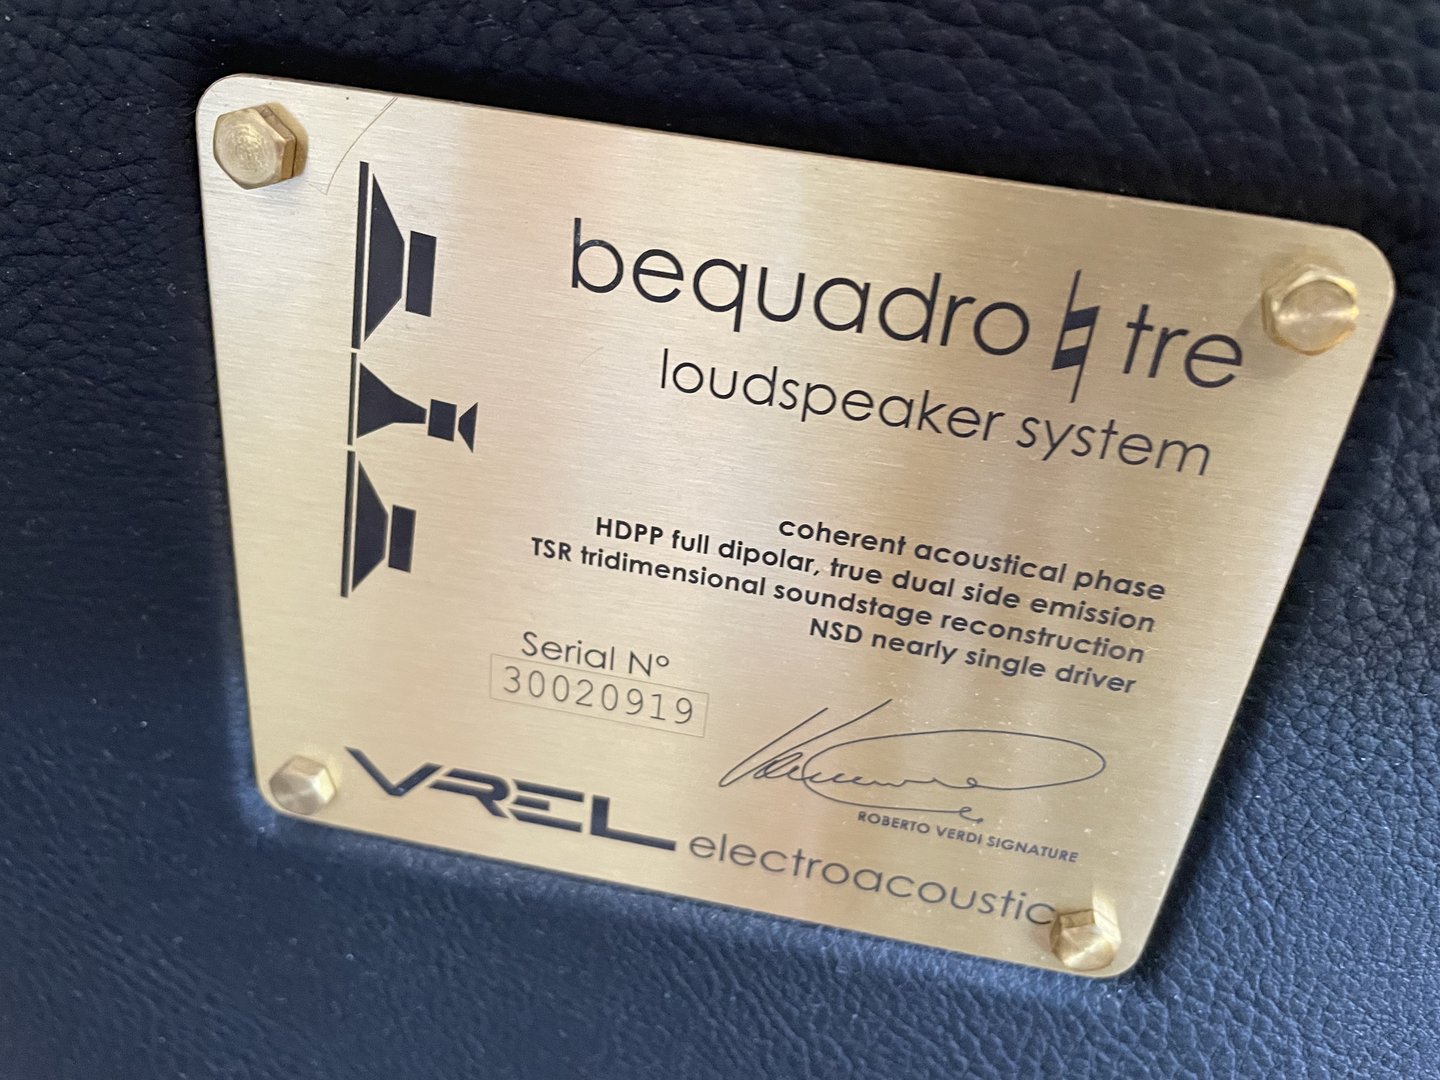 bequadro ♮ tre
loudspeaker system
coherent acoustical phase
HDPP full dipolar, true dual side emission
TSR tridimensional soundstage reconstruction
NSD nearly single driver
Serial N°
30020919
ROBERTO VERDI SIGNATURE
VREL electroacoustic